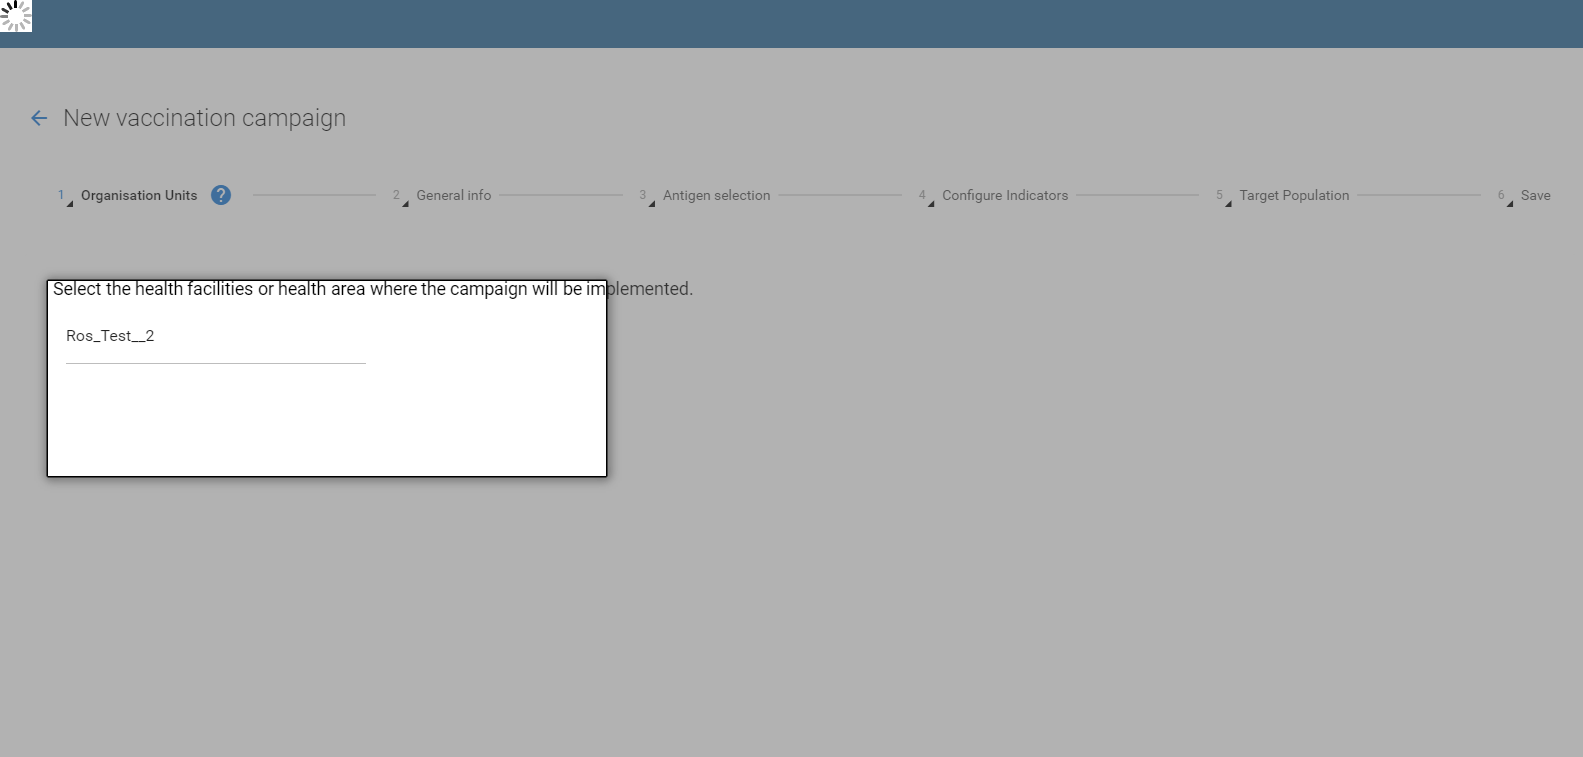 New vaccination campaign
1 Organisation Units ? 2 General info 3 Antigen selection 4 Configure Indicators 5 Target Population 6 Save
Select the health facilities or health area where the campaign will be implemented.
Ros_Test__2